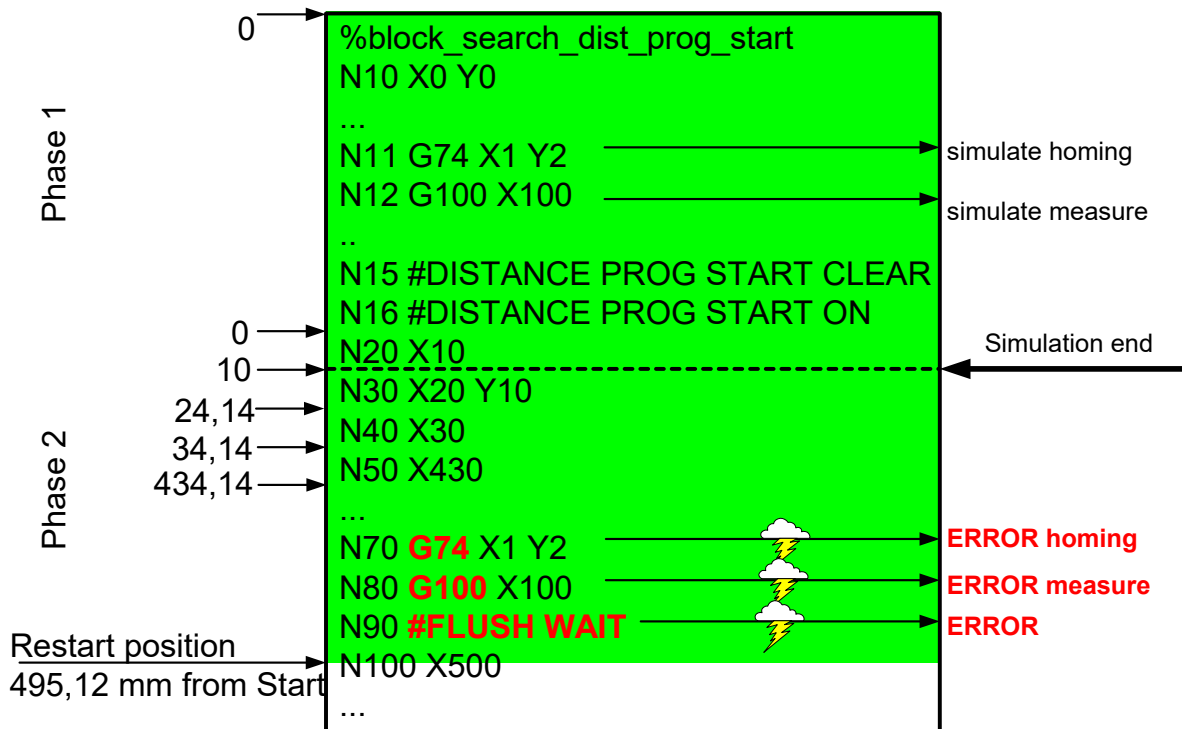 0
%block_search_dist_prog_start
N10 X0 Y0
...
Phase 1
N11 G74 X1 Y2
simulate homing
N12 G100 X100
simulate measure
..
N15 #DISTANCE PROG START CLEAR
N16 #DISTANCE PROG START ON
0
N20 X10
Simulation end
10
N30 X20 Y10
24,14
N40 X30
34,14
N50 X430
434,14
Phase 2
...
N70 G74 X1 Y2
ERROR homing
N80 G100 X100
ERROR measure
N90 #FLUSH WAIT
ERROR
Restart position
N100 X500
495,12 mm from Start
...